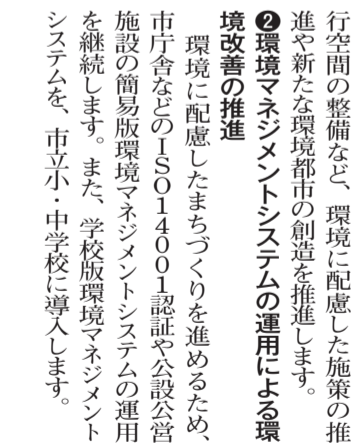 行空間の整備など、環境に配慮した施策の推
進や新たな環境都市の創造を推進します。
❷環境マネジメントシステムの運用による環
境改善の推進
　環境に配慮したまちづくりを進めるため、
市庁舎などのISO14001認証や公設公営
施設の簡易版環境マネジメントシステムの運用
を継続します。また、学校版環境マネジメント
システムを、市立小・中学校に導入します。